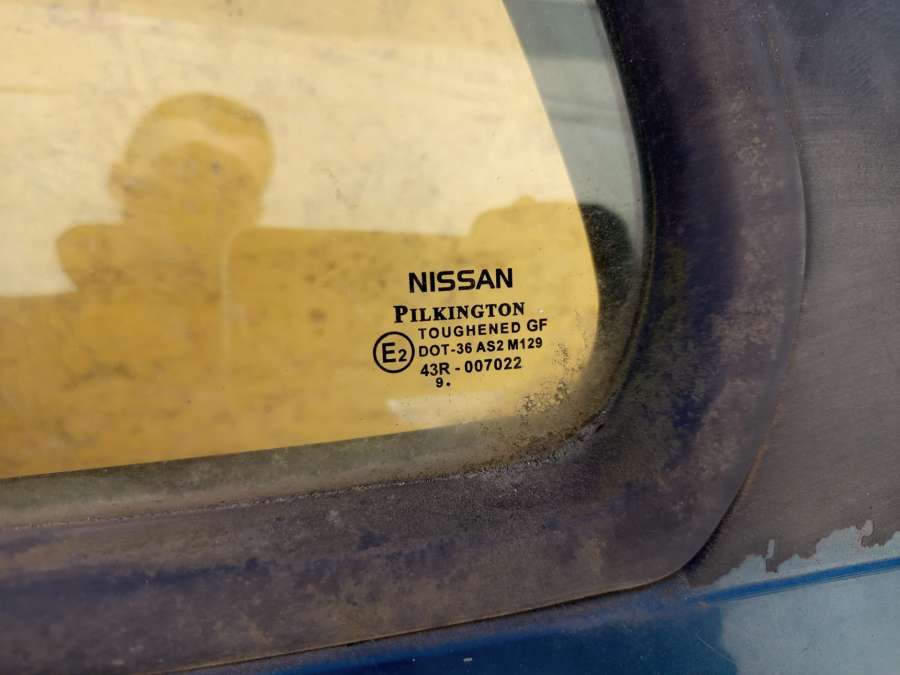 NISSAN
PILKINGTON
TOUGHENED GF
E2 DOT-36 AS2 M129
43R - 007022
9.